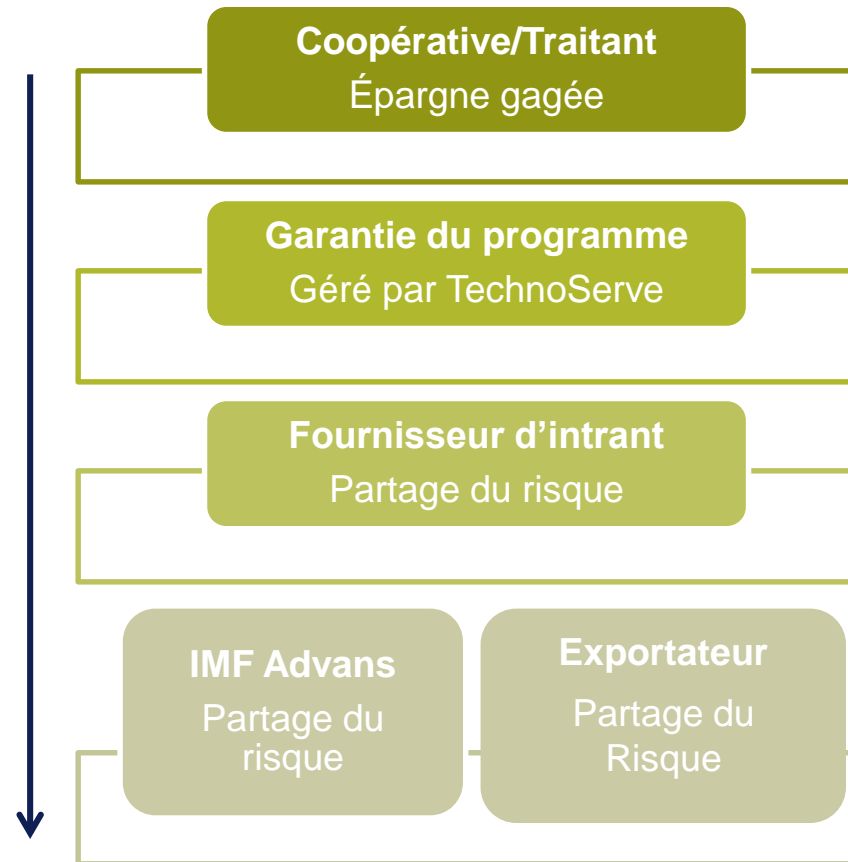 Coopérative/Traitant
Épargne gagée
Garantie du programme
Géré par TechnoServe
Fournisseur d’intrant
Partage du risque
IMF Advans
Partage du
risque
Exportateur
Partage du
Risque